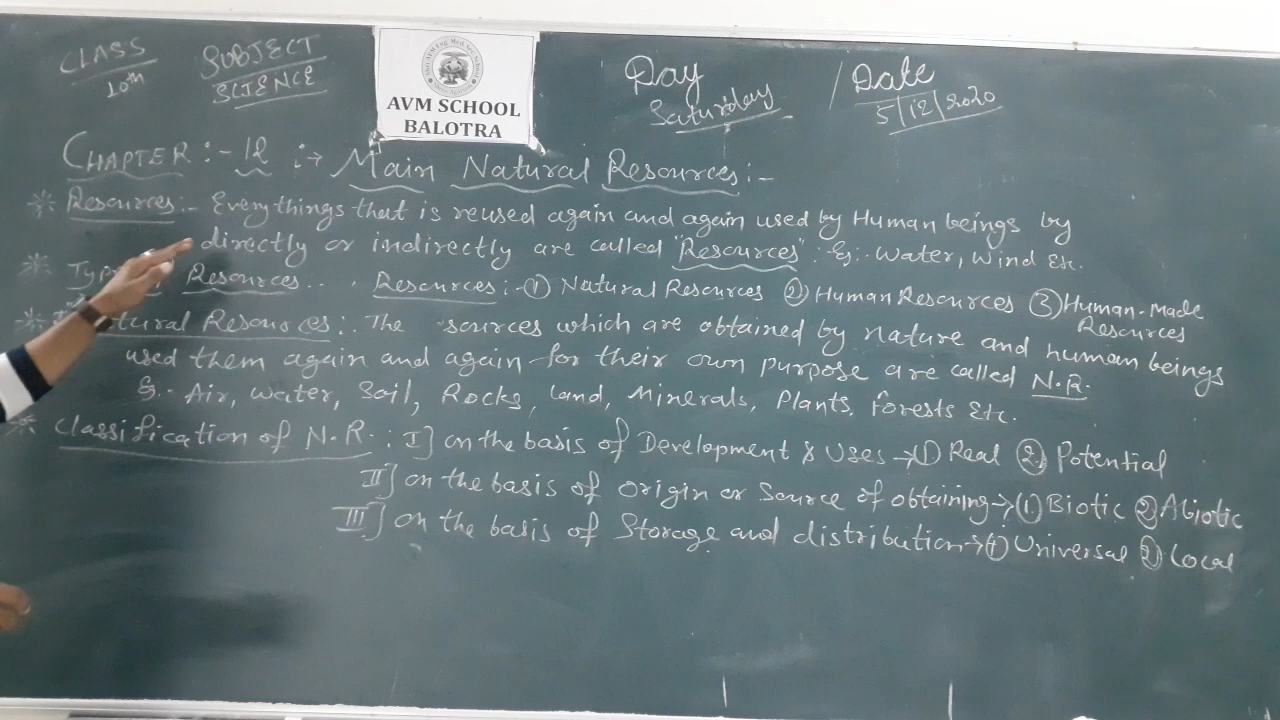 CLASS
10th
SUBJECT
SCIENCE
AVM SCHOOL
BALOTRA
Day
Saturday
/ Date
5/12/2020
CHAPTER :- 12 :→ Main Natural Resources :-
* Resources :- Everythings that is reused again and again used by Human beings by
directly or indirectly are called "Resources" : Eg:- Water, Wind Etc.
* Resources .. . Resources :- ① Natural Resources ② Human Resources ③ Human-made
Resources
* Resources :- The sources which are obtained by nature and human beings
used them again and again for their own purpose are called N.R.
Eg.- Air, Water, Soil, Rocks, Land, Minerals, Plants, Forests Etc.
* Classification of N.R. : I] on the basis of Development & Uses → ① Real ② Potential
II] on the basis of origin or Source of obtaining → ① Biotic ② Abiotic
III] on the basis of Storage and distribution → ① Universal ② Local